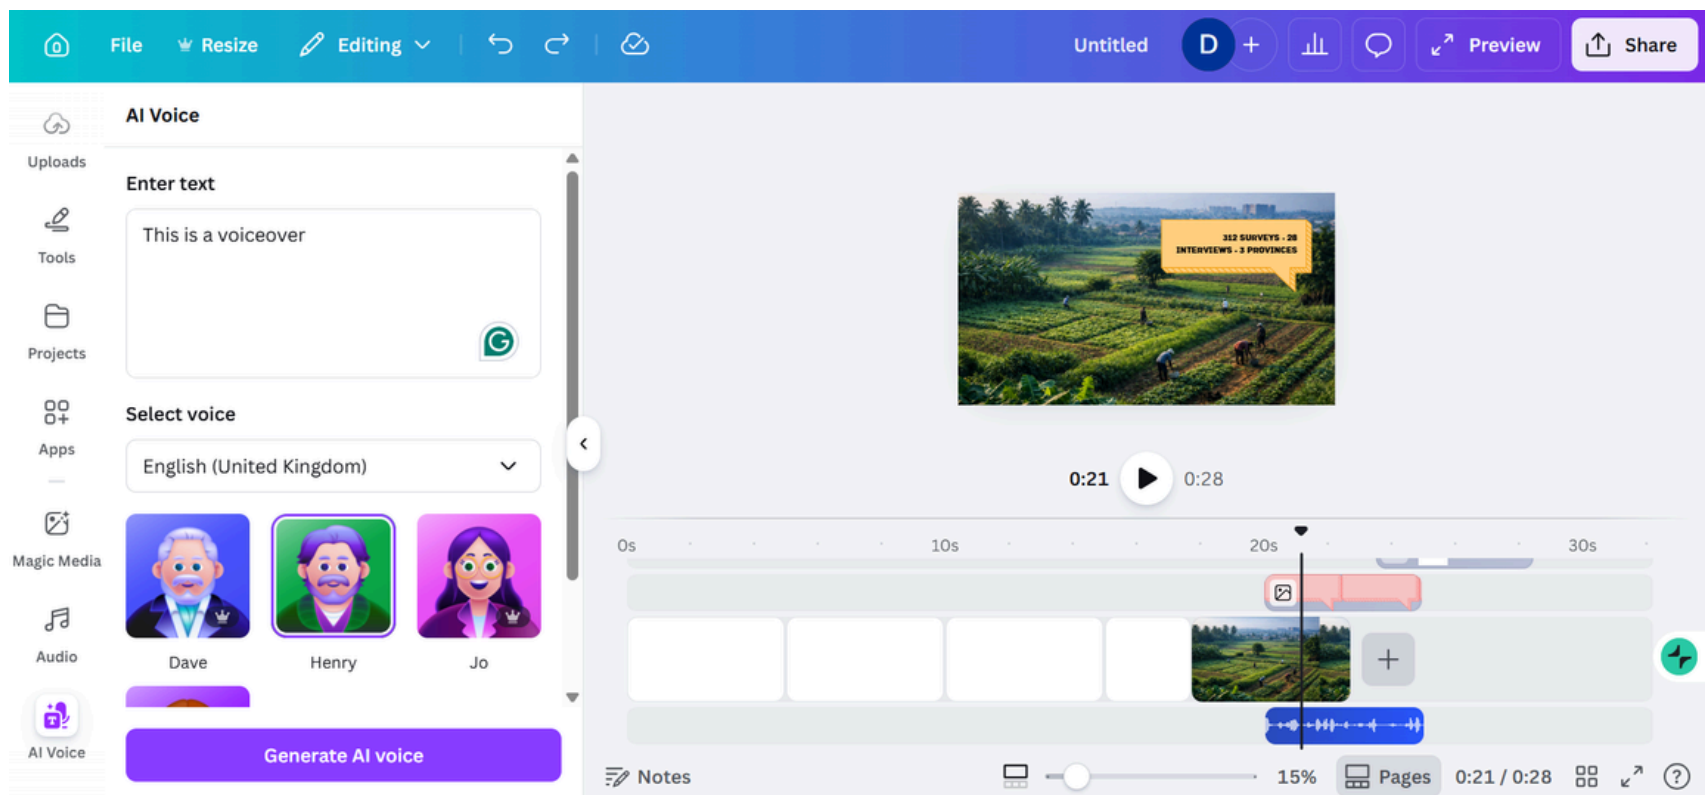 File
Resize
Editing
Untitled
D
+
Preview
Share
Uploads
Tools
Projects
Apps
Magic Media
Audio
AI Voice
AI Voice
Enter text
This is a voiceover
G
Select voice
English (United Kingdom)
Dave
Henry
Jo
Generate AI voice
312 SURVEYS - 28
INTERVIEWS - 3 PROVINCES
0:21
0:28
0s
10s
20s
30s
Notes
15%
Pages
0:21 / 0:28
?